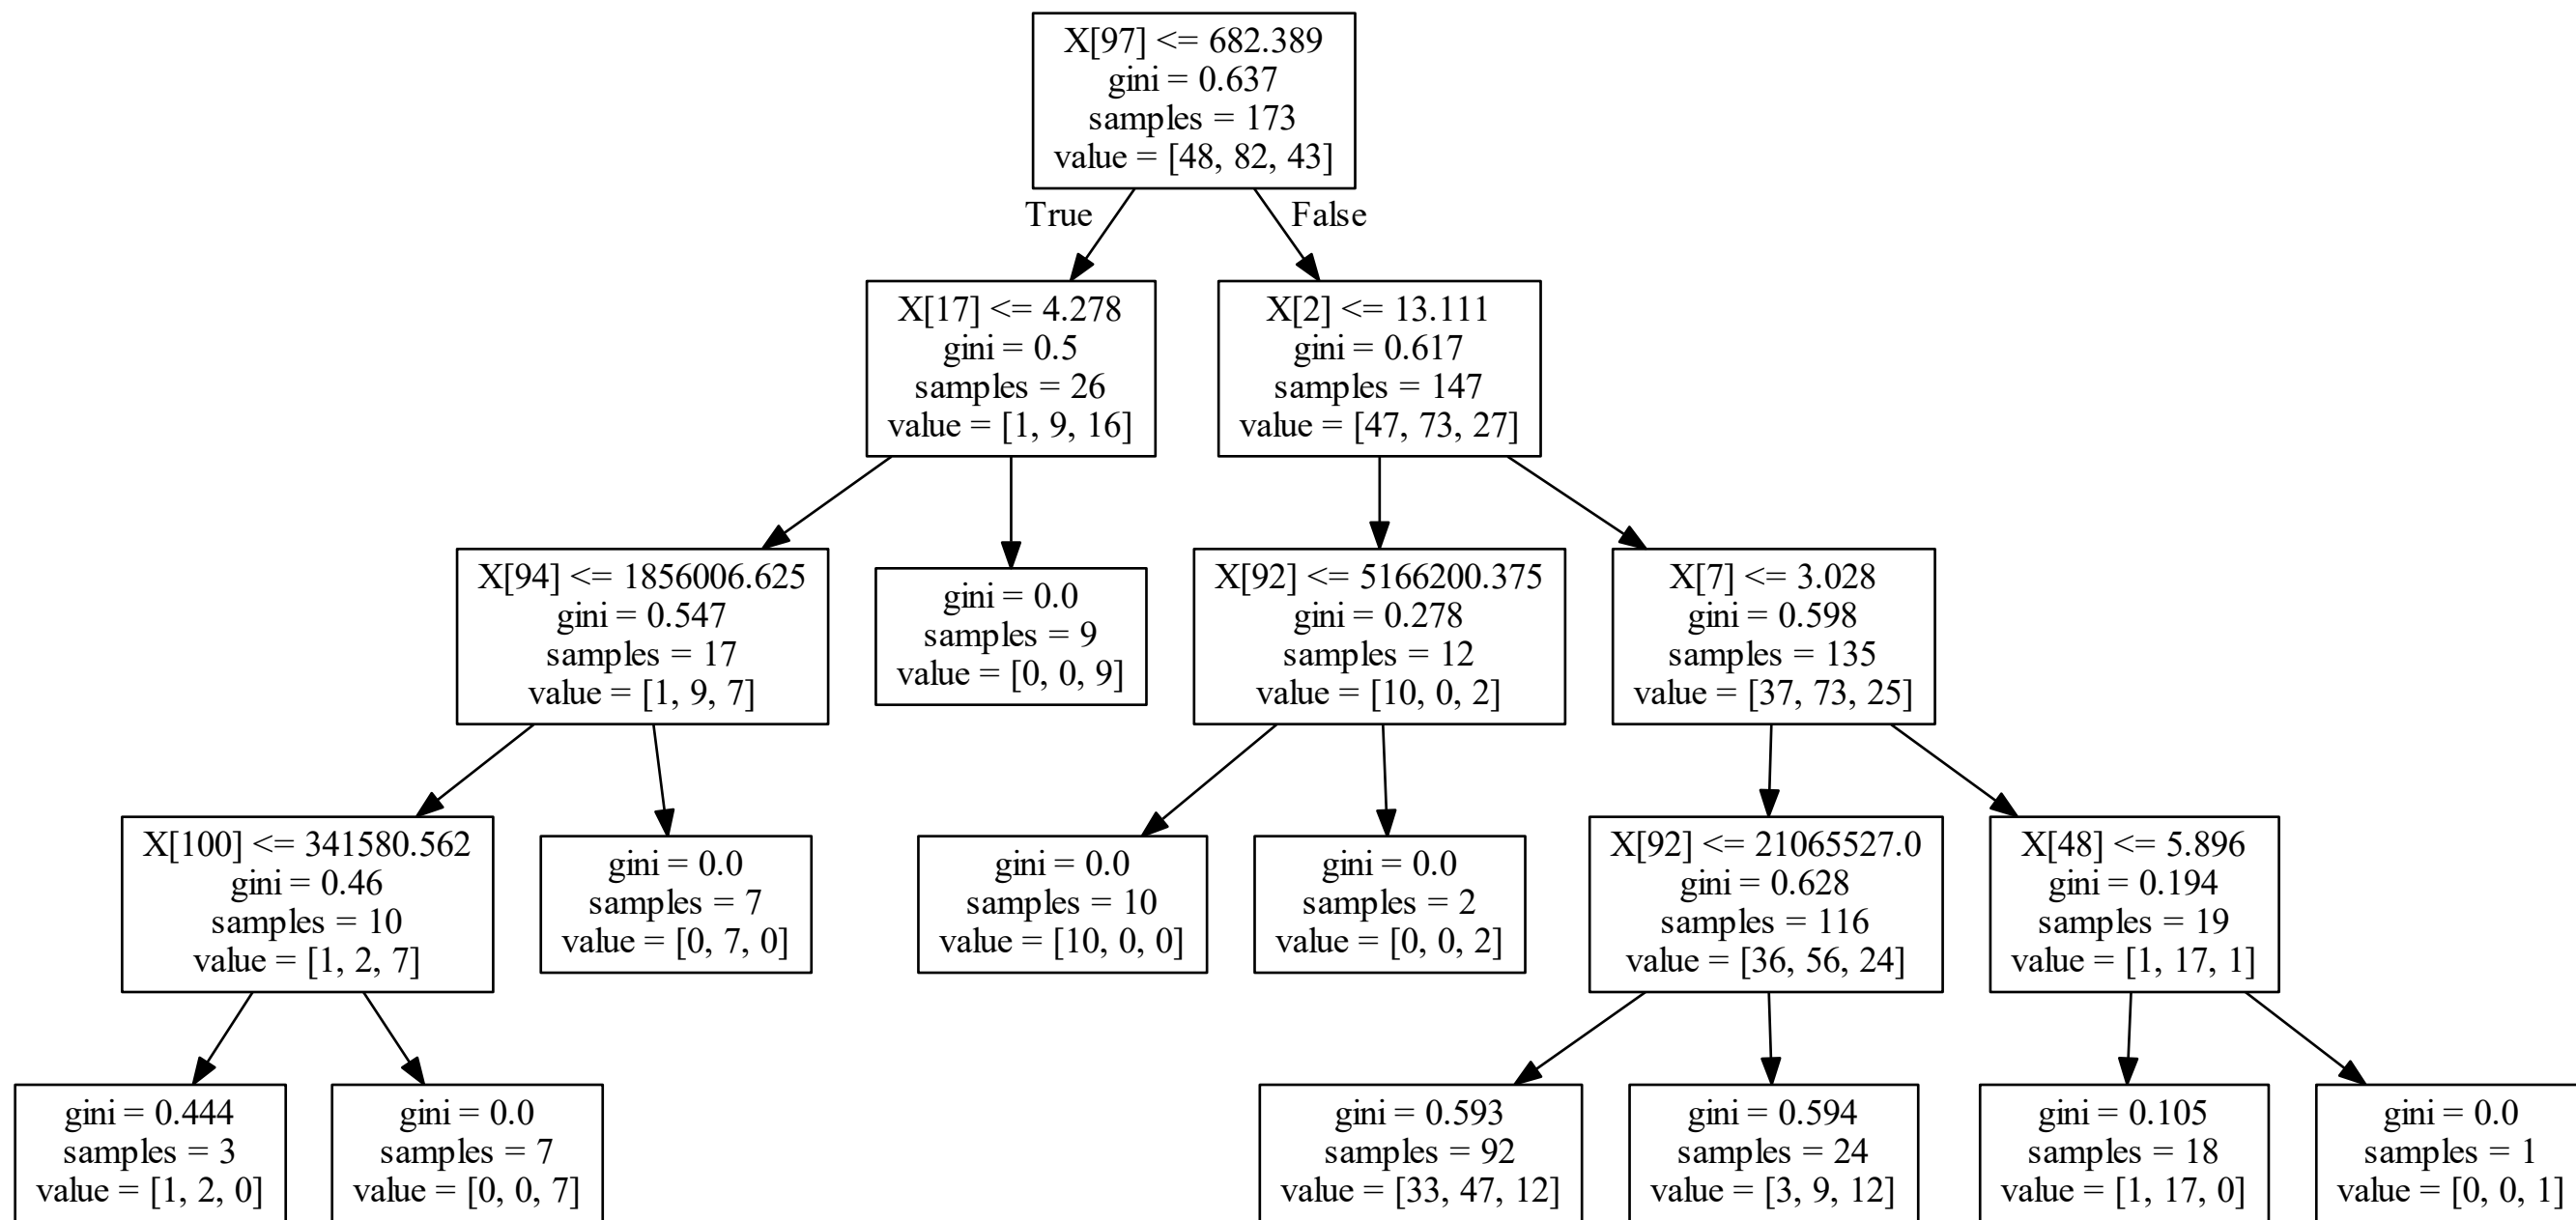 X[97] <= 682.389
gini = 0.637
samples = 173
value = [48, 82, 43]
True
False
X[17] <= 4.278
gini = 0.5
samples = 26
value = [1, 9, 16]
X[2] <= 13.111
gini = 0.617
samples = 147
value = [47, 73, 27]
X[94] <= 1856006.625
gini = 0.547
samples = 17
value = [1, 9, 7]
gini = 0.0
samples = 9
value = [0, 0, 9]
X[92] <= 5166200.375
gini = 0.278
samples = 12
value = [10, 0, 2]
X[7] <= 3.028
gini = 0.598
samples = 135
value = [37, 73, 25]
X[100] <= 341580.562
gini = 0.46
samples = 10
value = [1, 2, 7]
gini = 0.0
samples = 7
value = [0, 7, 0]
gini = 0.0
samples = 10
value = [10, 0, 0]
gini = 0.0
samples = 2
value = [0, 0, 2]
X[92] <= 21065527.0
gini = 0.628
samples = 116
value = [36, 56, 24]
X[48] <= 5.896
gini = 0.194
samples = 19
value = [1, 17, 1]
gini = 0.444
samples = 3
value = [1, 2, 0]
gini = 0.0
samples = 7
value = [0, 0, 7]
gini = 0.593
samples = 92
value = [33, 47, 12]
gini = 0.594
samples = 24
value = [3, 9, 12]
gini = 0.105
samples = 18
value = [1, 17, 0]
gini = 0.0
samples = 1
value = [0, 0, 1]